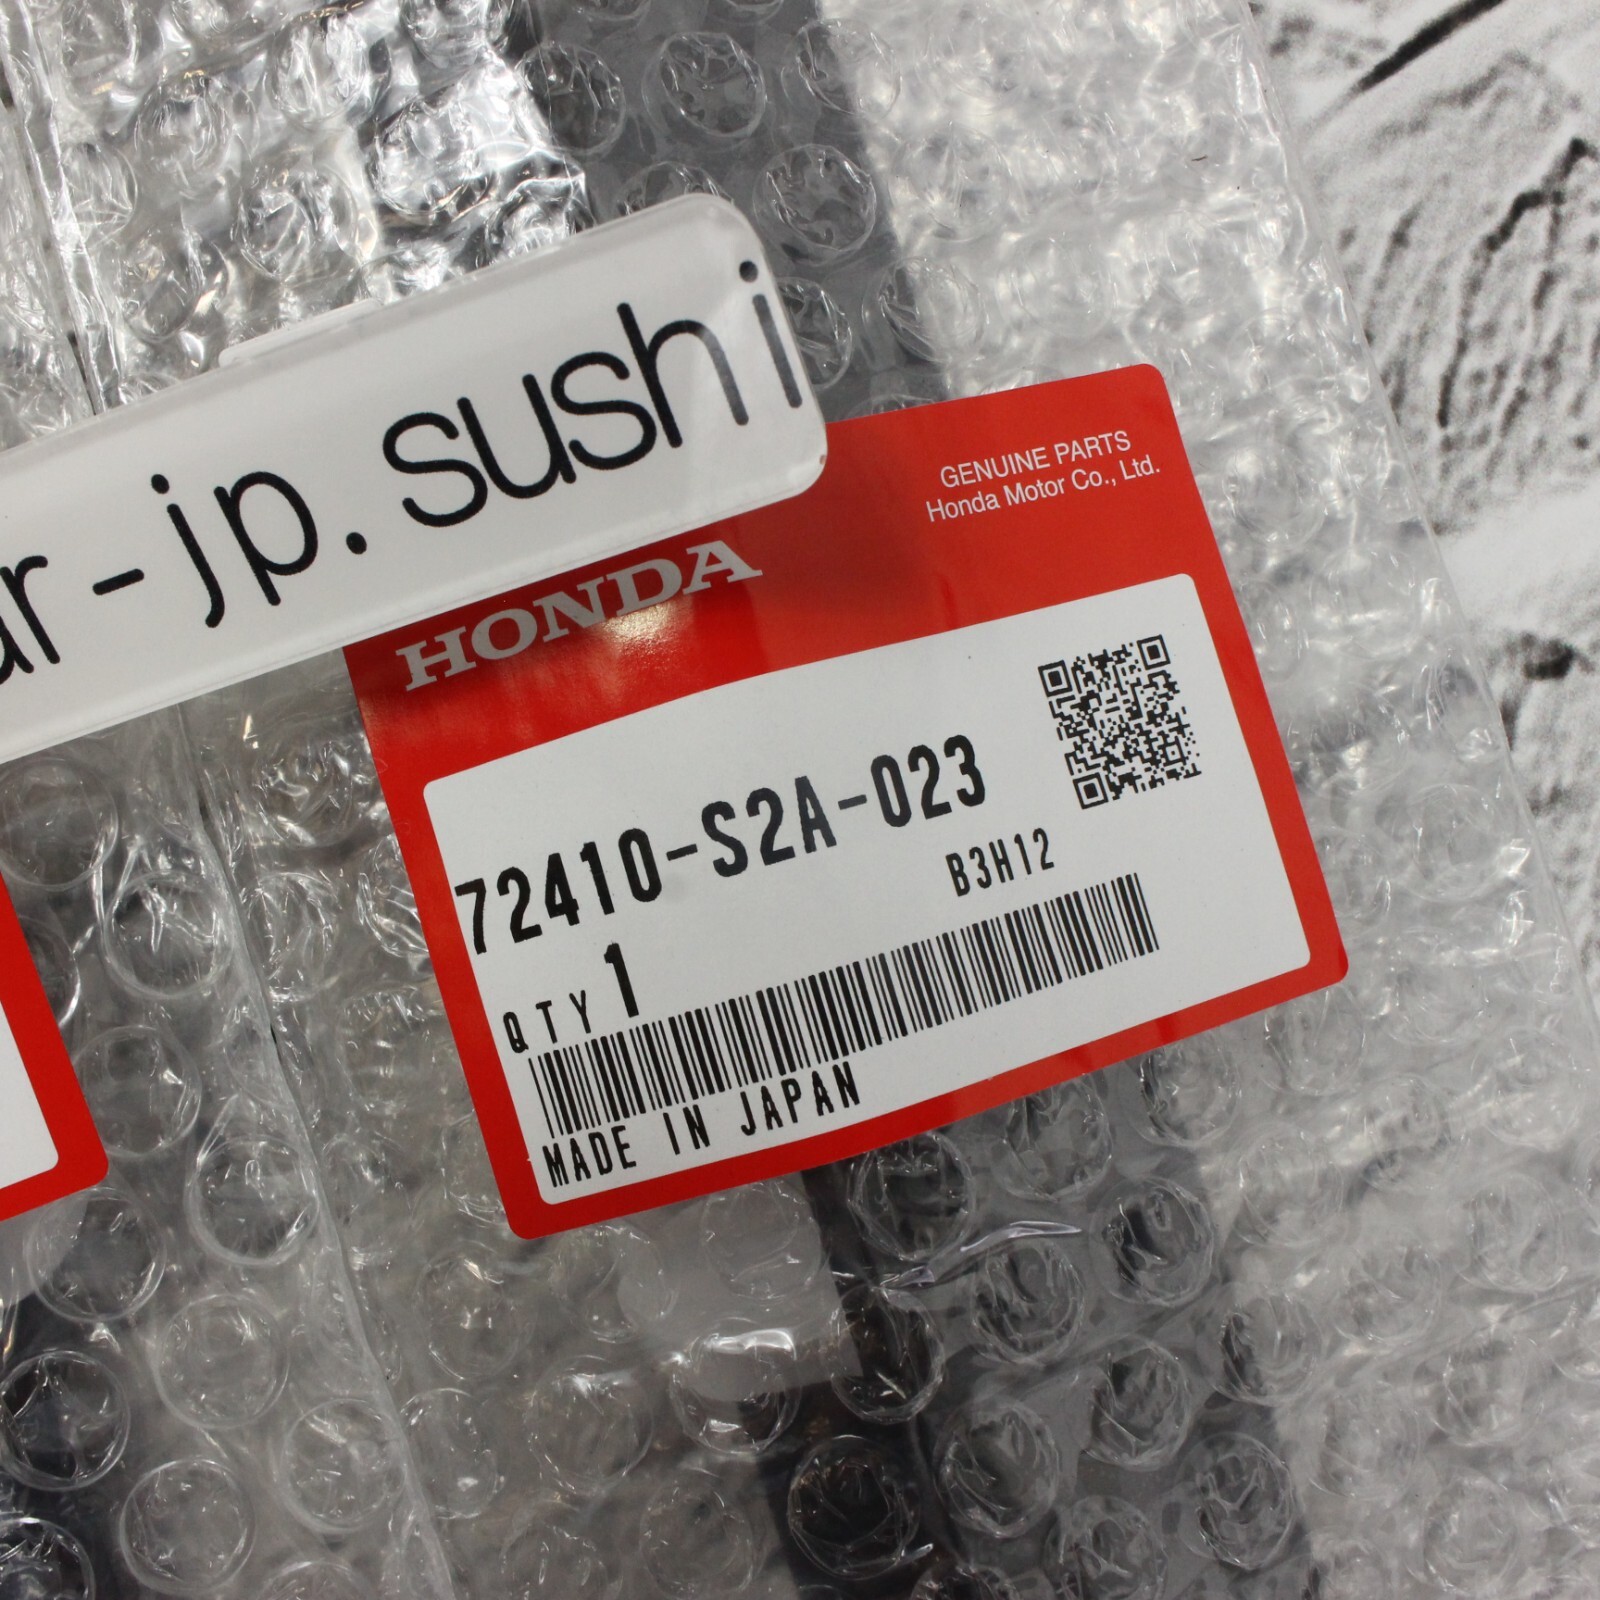 ar-jp.sushi
GENUINE PARTS
Honda Motor Co., Ltd.
HONDA
72410-S2A-023
B3H12
QTY 1
MADE IN JAPAN